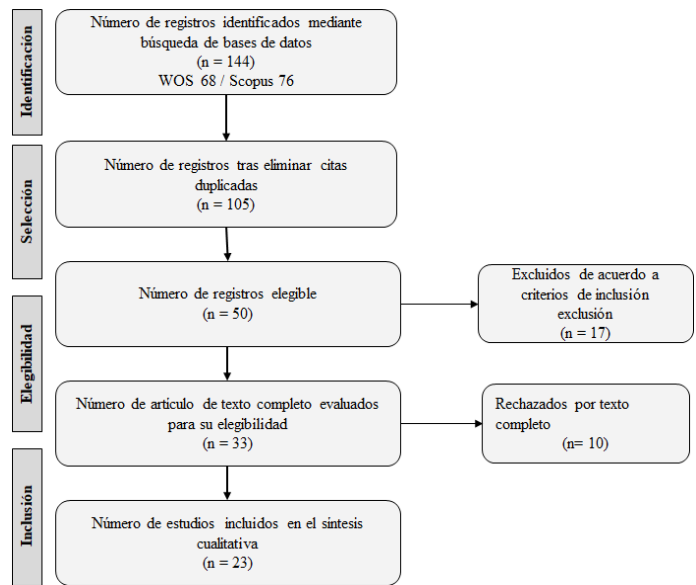 Identificación
Número de registros identificados mediante
búsqueda de bases de datos
(n = 144)
WOS 68 / Scopus 76
Selección
Número de registros tras eliminar citas
duplicadas
(n = 105)
Número de registros elegible
(n = 50)
Excluidos de acuerdo a
criterios de inclusión
exclusión
(n = 17)
Elegibilidad
Número de artículo de texto completo evaluados
para su elegibilidad
(n = 33)
Rechazados por texto
completo
(n= 10)
Inclusión
Número de estudios incluidos en el síntesis
cualitativa
(n = 23)